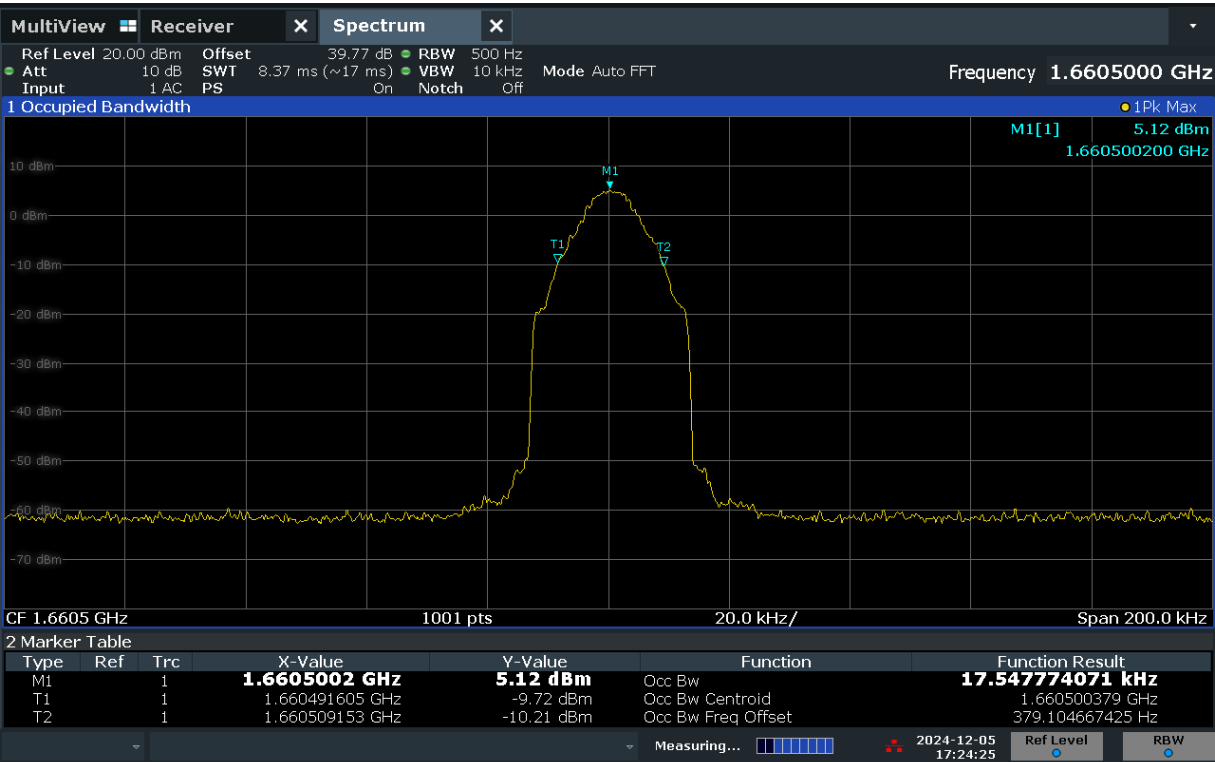 MultiView Receiver X Spectrum X
Ref Level 20.00 dBm Offset 39.77 dB RBW 500 Hz
Att 10 dB SWT 8.37 ms (~17 ms) VBW 10 kHz Mode Auto FFT Frequency 1.6605000 GHz
Input 1 AC PS On Notch Off
1 Occupied Bandwidth 1Pk Max
M1[1] 5.12 dBm
1.660500200 GHz
10 dBm
M1
0 dBm
T1 T2
-10 dBm
-20 dBm
-30 dBm
-40 dBm
-50 dBm
-60 dBm
-70 dBm
CF 1.6605 GHz 1001 pts 20.0 kHz/ Span 200.0 kHz
2 Marker Table
Type Ref Trc X-Value Y-Value Function Function Result
M1 1 1.6605002 GHz 5.12 dBm Occ Bw 17.547774071 kHz
T1 1 1.660491605 GHz -9.72 dBm Occ Bw Centroid 1.660500379 GHz
T2 1 1.660509153 GHz -10.21 dBm Occ Bw Freq Offset 379.104667425 Hz
Measuring... 2024-12-05 Ref Level RBW
17:24:25